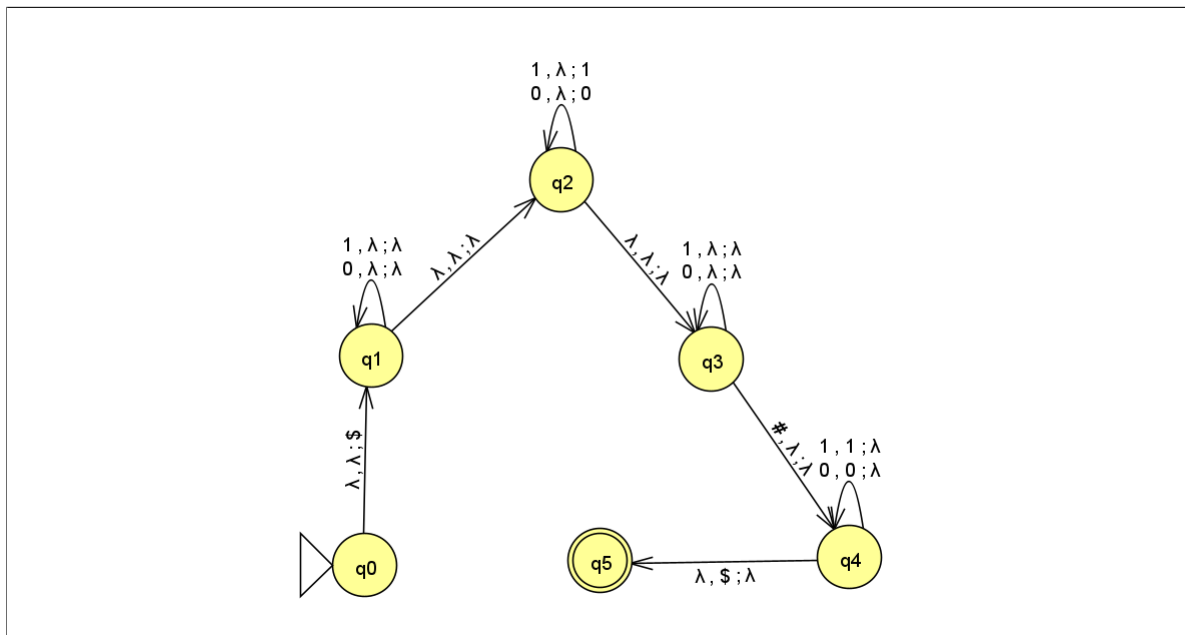 1 , λ ; 1
0 , λ ; 0
q2
λ , λ ; λ
λ , λ ; λ
1 , λ ; λ
0 , λ ; λ
1 , λ ; λ
0 , λ ; λ
q1
q3
λ , λ ; $
# , λ ; λ
1 , 1 ; λ
0 , 0 ; λ
q0
q5
q4
λ , $ ; λ